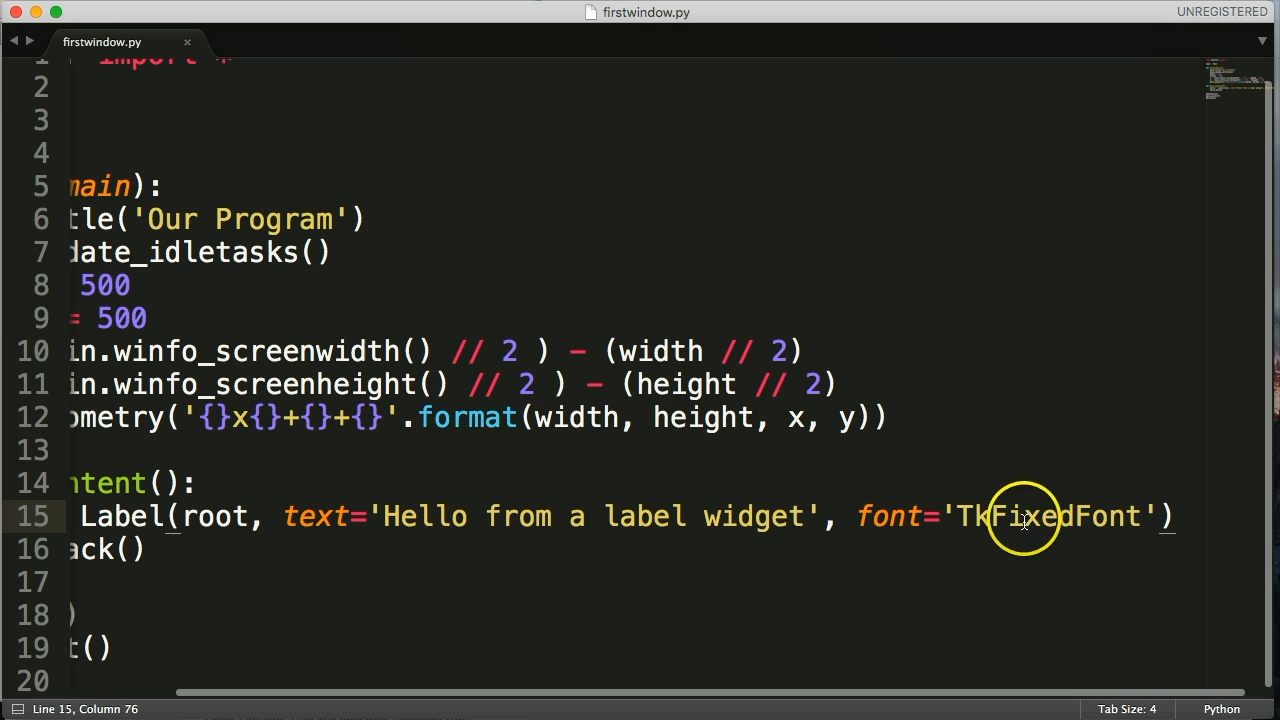 firstwindow.py
UNREGISTERED
firstwindow.py ×
1 import *
2
3
4
5 main):
6 tle('Our Program')
7 date_idletasks()
8 500
9 = 500
10 in.winfo_screenwidth() // 2 ) - (width // 2)
11 in.winfo_screenheight() // 2 ) - (height // 2)
12 ometry('{}x{}+{}+{}'.format(width, height, x, y))
13
14 ntent():
15 Label(root, text='Hello from a label widget', font='TkFixedFont')
16 ack()
17
18 )
19 t()
20
Line 15, Column 76
Tab Size: 4
Python